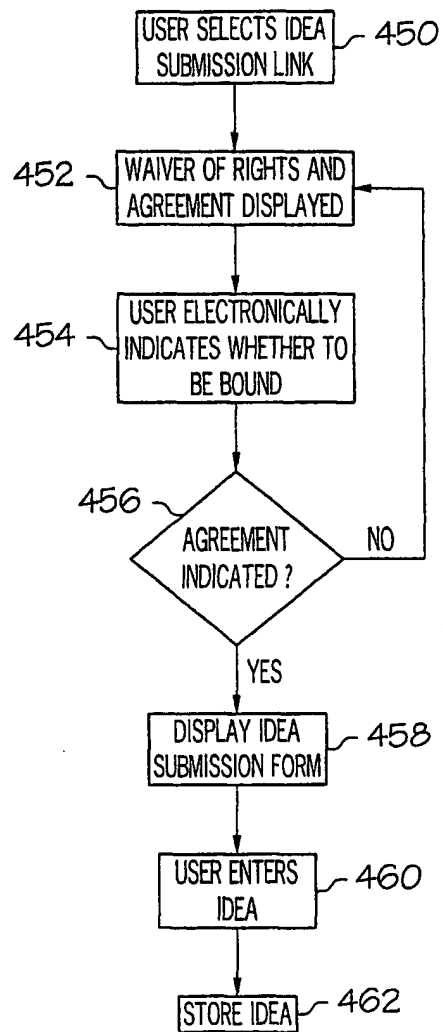 USER SELECTS IDEA
SUBMISSION LINK
450
452
WAIVER OF RIGHTS AND
AGREEMENT DISPLAYED
454
USER ELECTRONICALLY
INDICATES WHETHER TO
BE BOUND
456
AGREEMENT
INDICATED ?
NO
YES
DISPLAY IDEA
SUBMISSION FORM
458
USER ENTERS
IDEA
460
STORE IDEA
462